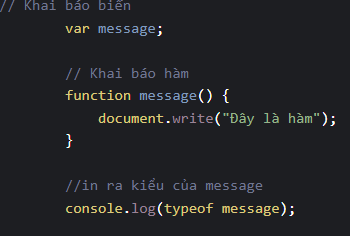 // Khai báo biến
var message;
// Khai báo hàm
function message() {
document.write("Đây là hàm");
}
//in ra kiểu của message
console.log(typeof message);